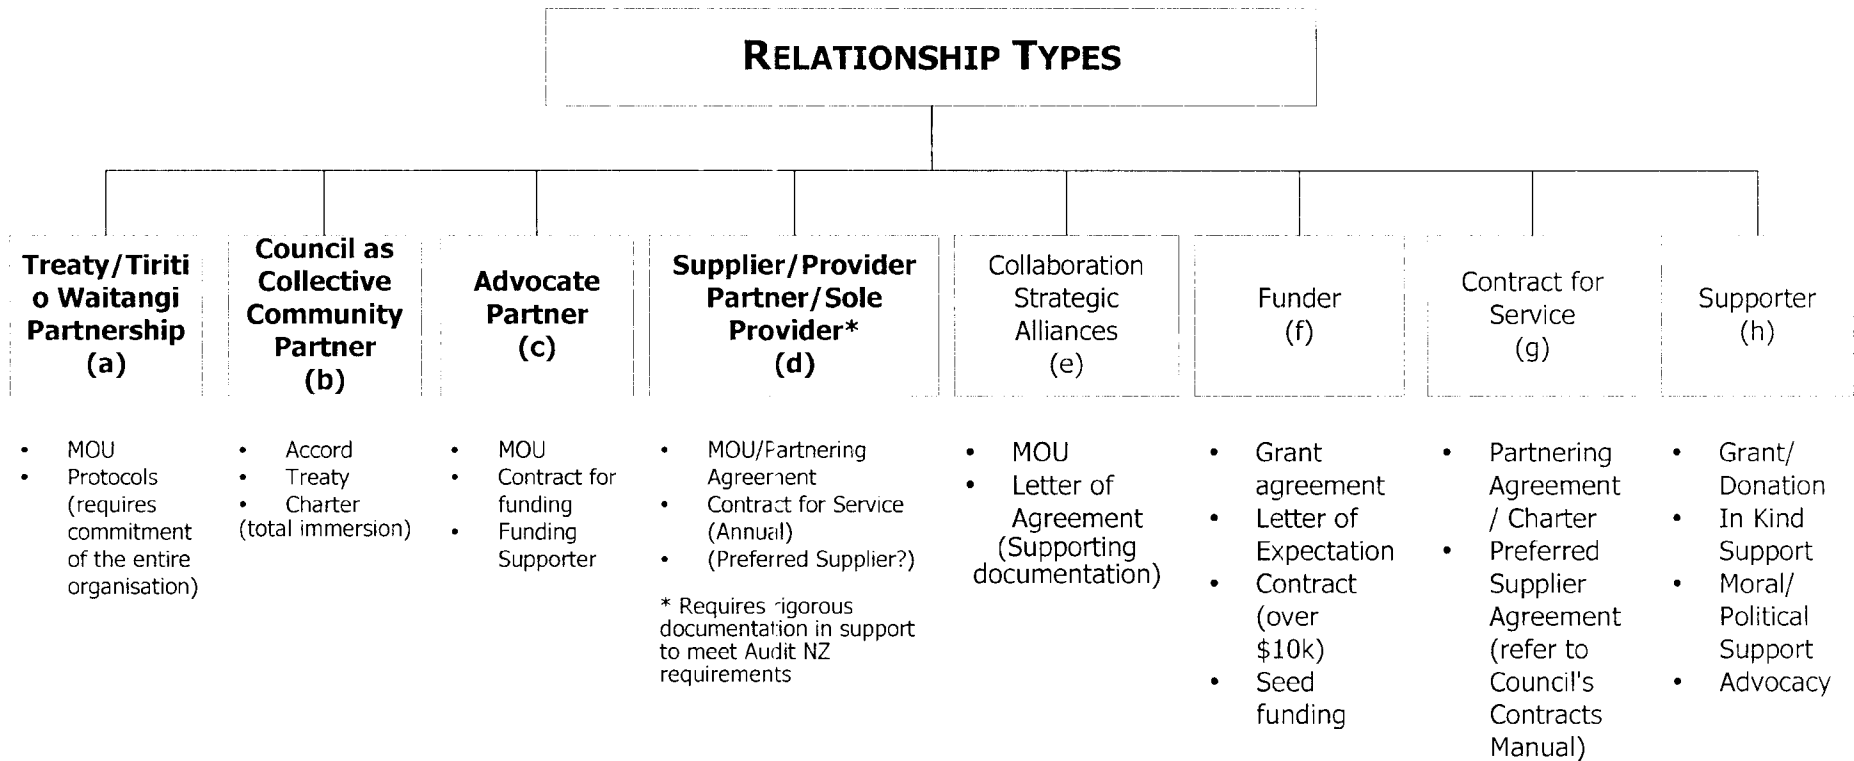 RELATIONSHIP TYPES
Treaty/Tiriti
o Waitangi
Partnership
(a)
Council as
Collective
Community
Partner
(b)
Advocate
Partner
(c)
Supplier/Provider
Partner/Sole
Provider*
(d)
Collaboration
Strategic
Alliances
(e)
Funder
(f)
Contract for
Service
(g)
Supporter
(h)
• MOU
• Protocols
(requires
commitment
of the entire
organisation)
• Accord
• Treaty
• Charter
(total immersion)
• MOU
• Contract for
funding
• Funding
Supporter
• MOU/Partnering
Agreement
• Contract for Service
(Annual)
• (Preferred Supplier?)
* Requires rigorous
documentation in support
to meet Audit NZ
requirements
• MOU
• Letter of
Agreement
(Supporting
documentation)
• Grant
agreement
• Letter of
Expectation
• Contract
(over
$10k)
• Seed
funding
• Partnering
Agreement
/ Charter
• Preferred
Supplier
Agreement
(refer to
Council's
Contracts
Manual)
• Grant/
Donation
• In Kind
Support
• Moral/
Political
Support
• Advocacy